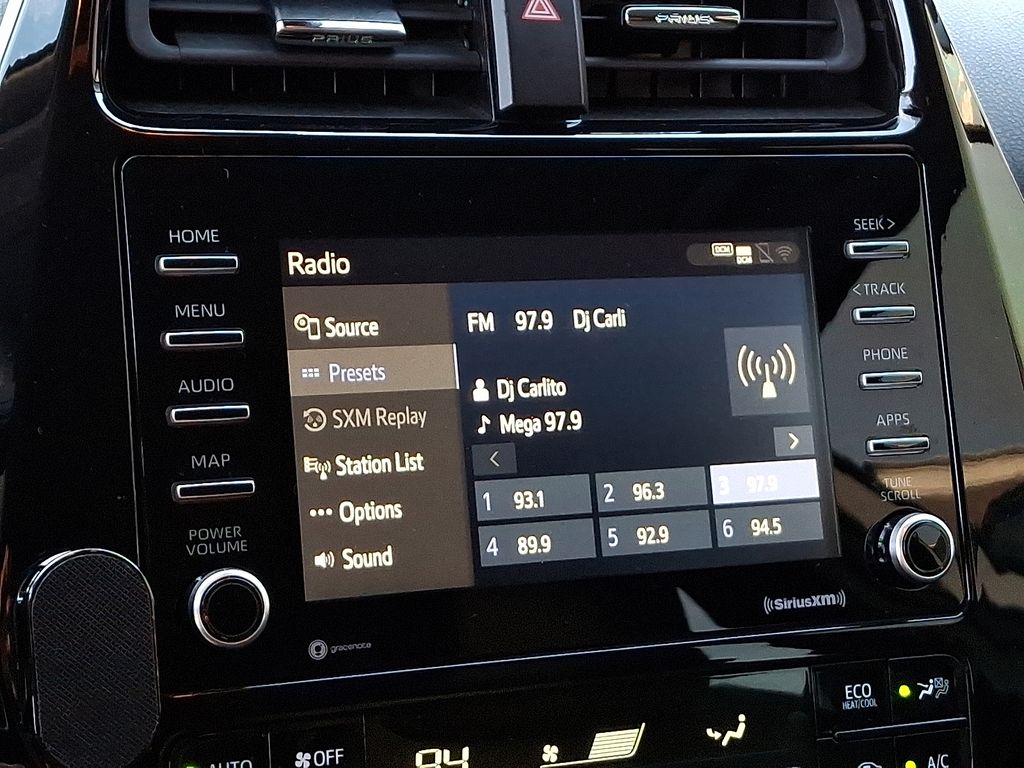 PRIUS
PRIUS
HOME
MENU
AUDIO
MAP
POWER
VOLUME
Radio
DCM
DCM
Source
Presets
SXM Replay
Station List
Options
Sound
FM 97.9 Dj Carli
Dj Carlito
Mega 97.9
<
>
1 93.1
2 96.3
3 97.9
4 89.9
5 92.9
6 94.5
SEEK >
< TRACK
PHONE
APPS
TUNE
SCROLL
gracenote
SiriusXM
AUTO
OFF
84
ECO
HEAT/COOL
A/C